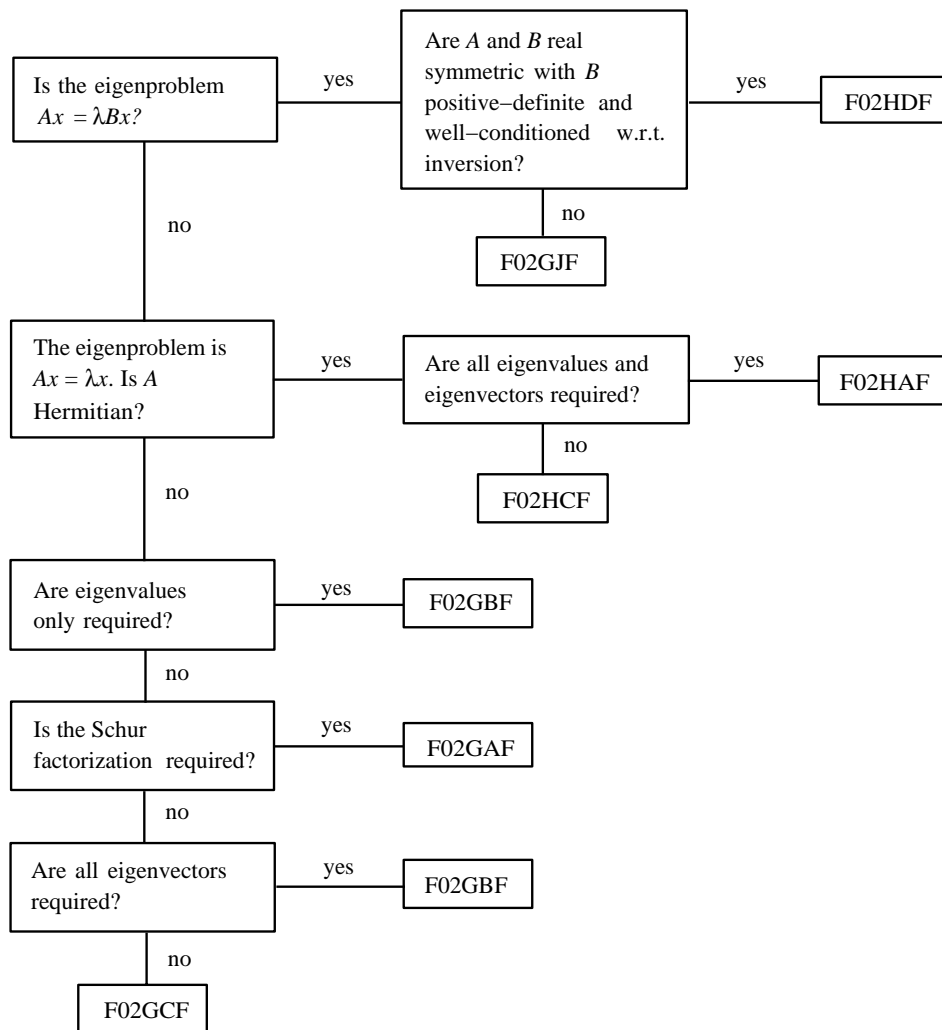 Is the eigenproblem
Ax = λBx?
yes
Are A and B real
symmetric with B
positive–definite and
well–conditioned w.r.t.
inversion?
yes
F02HDF
no
no
F02GJF
The eigenproblem is
Ax = λx. Is A
Hermitian?
yes
Are all eigenvalues and
eigenvectors required?
yes
F02HAF
no
no
F02HCF
Are eigenvalues
only required?
yes
F02GBF
no
Is the Schur
factorization required?
yes
F02GAF
no
Are all eigenvectors
required?
yes
F02GBF
no
F02GCF